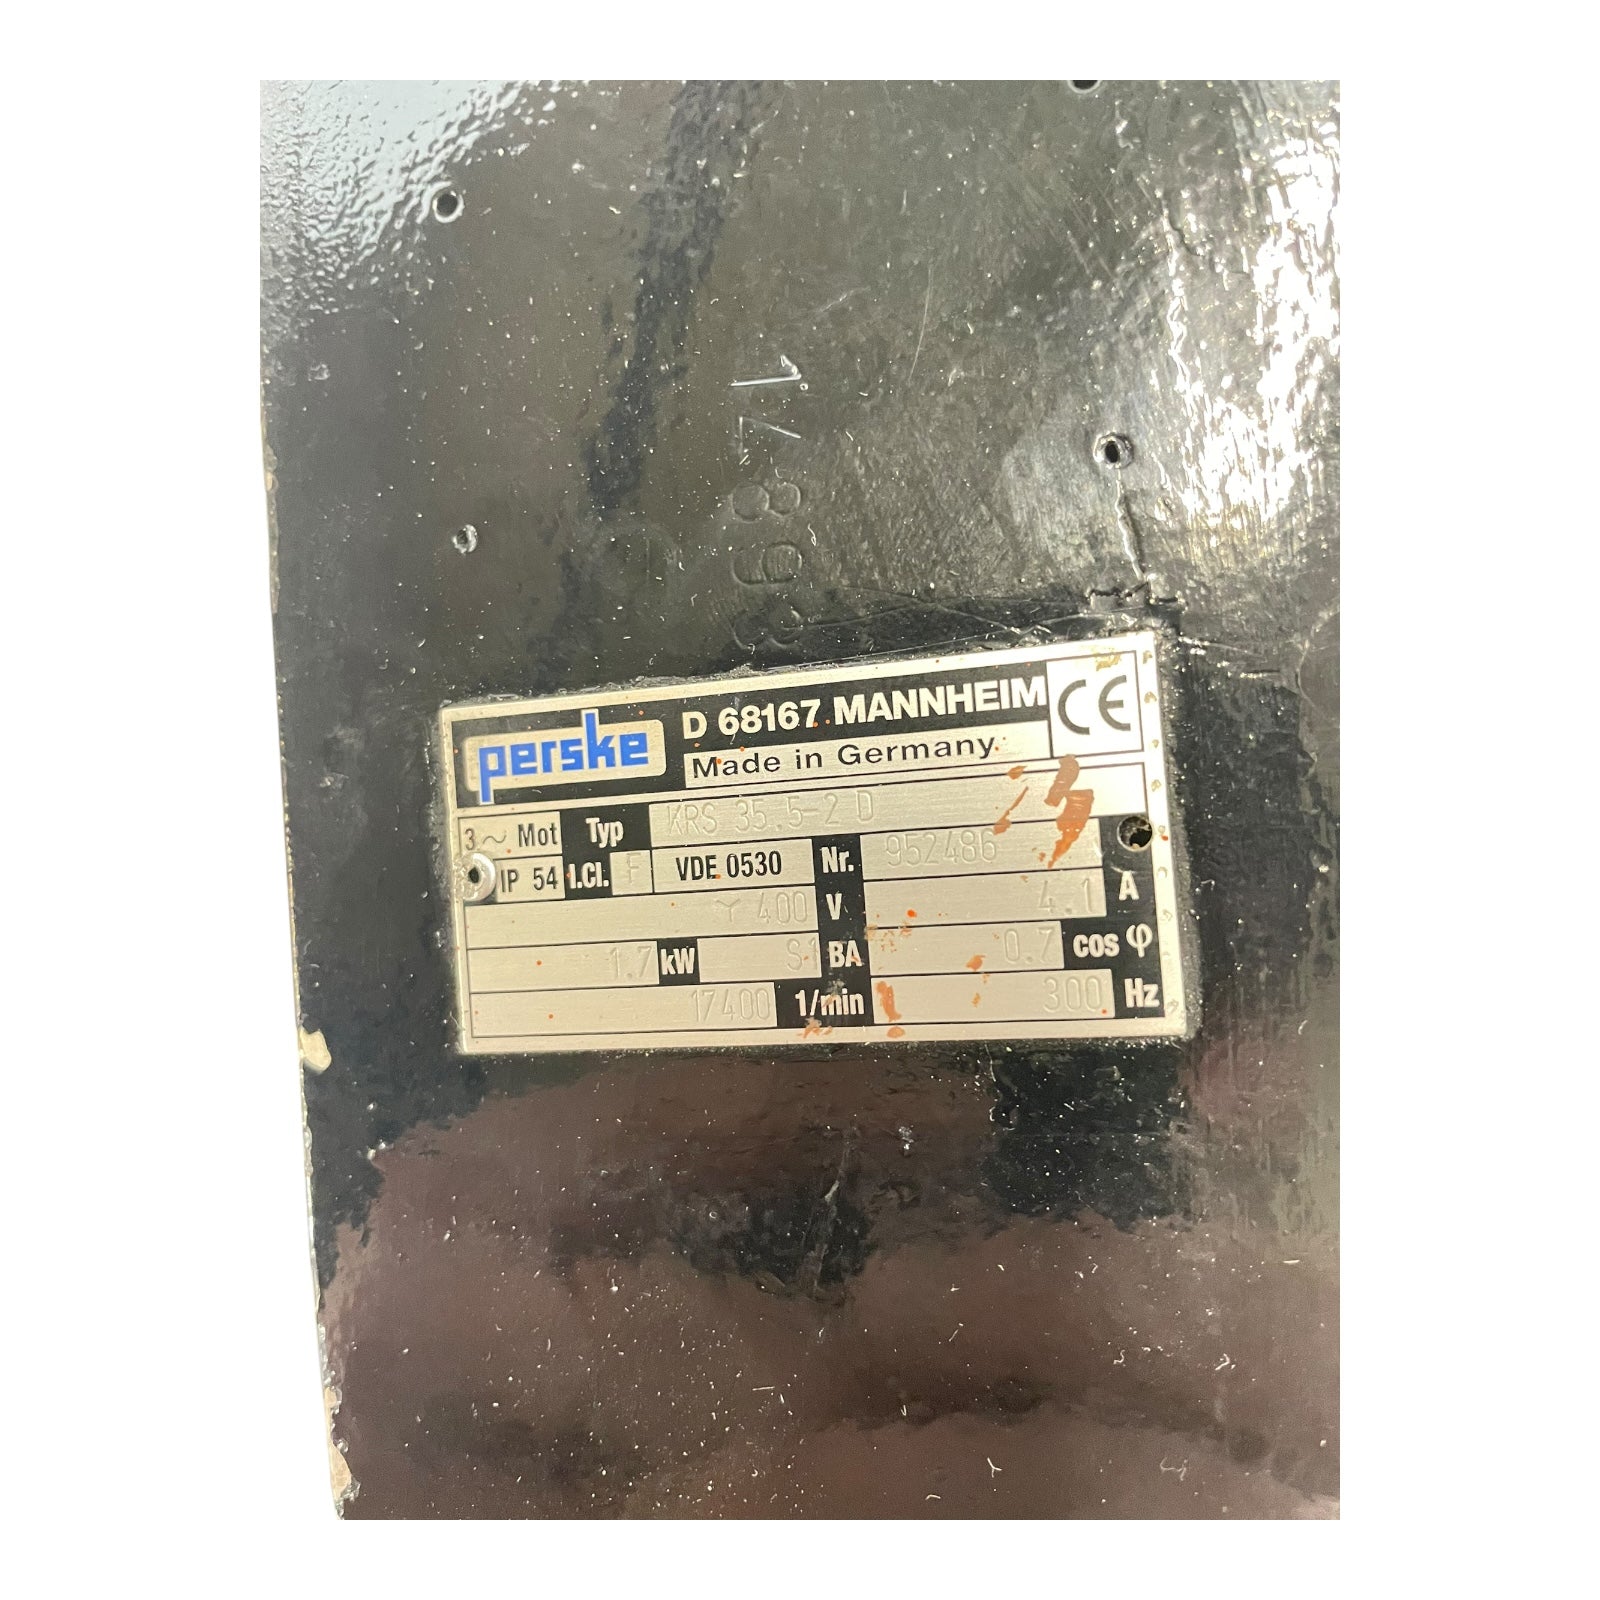 perske D 68167 MANNHEIM CE
Made in Germany
3~ Mot Typ KRS 35.5-2 D
IP 54 I.Cl. F VDE 0530 Nr. 952486
Y 400 V 4.1 A
1.7 kW S1 BA 0.7 cos φ
17400 1/min 300 Hz